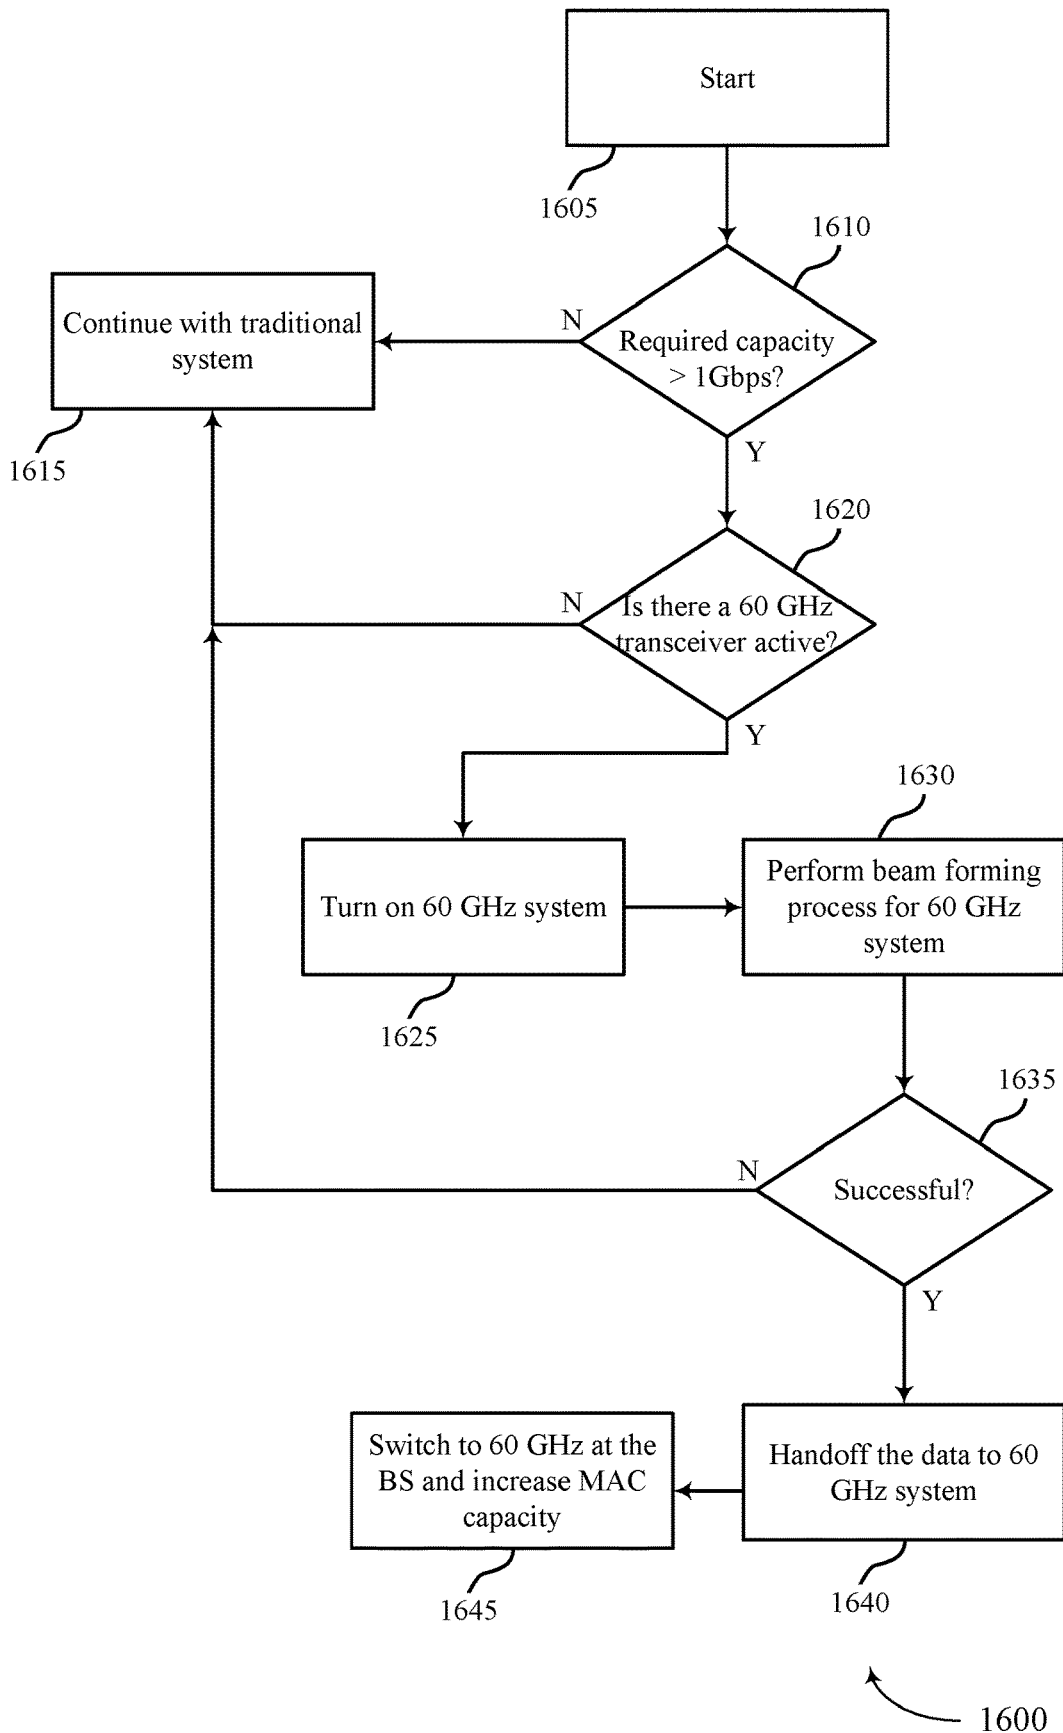 Start
1605
1610
N
Required capacity
> 1Gbps?
Y
Continue with traditional
system
1615
1620
N
Is there a 60 GHz
transceiver active?
Y
Turn on 60 GHz system
1625
1630
Perform beam forming
process for 60 GHz
system
1635
N
Successful?
Y
Handoff the data to 60
GHz system
1640
Switch to 60 GHz at the
BS and increase MAC
capacity
1645
1600